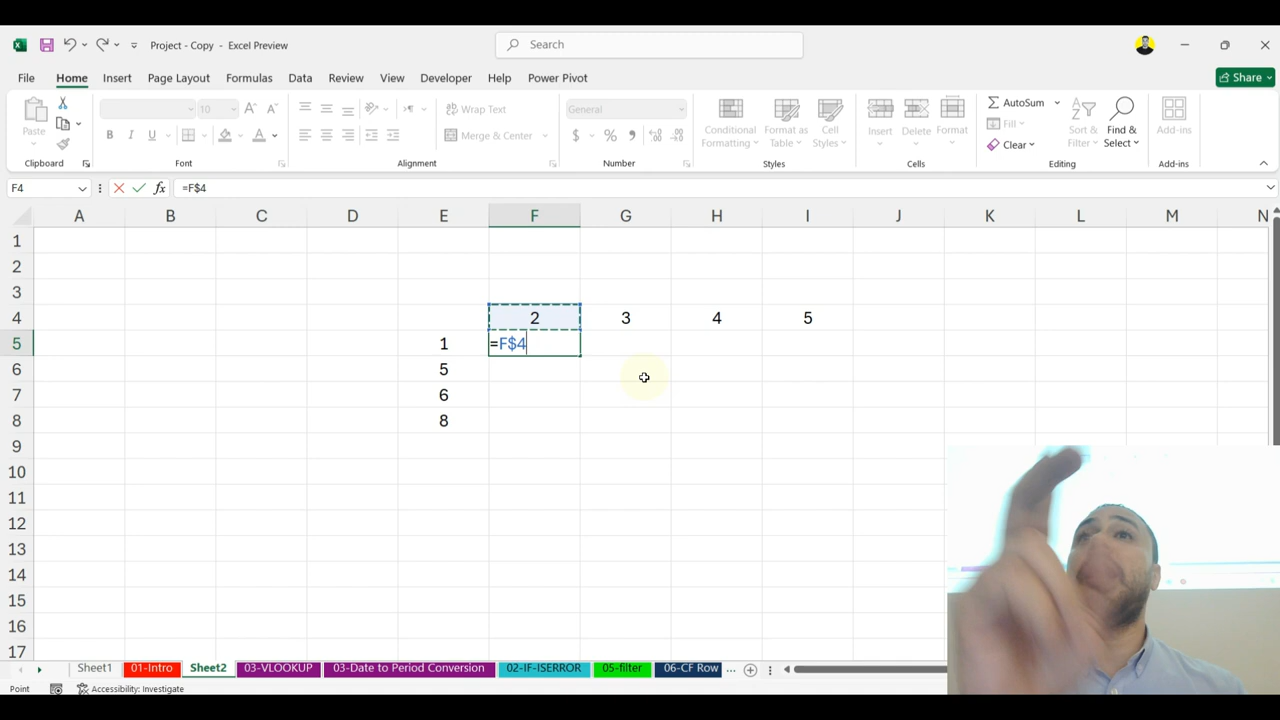 Project - Copy - Excel Preview
Search
File Home Insert Page Layout Formulas Data Review View Developer Help Power Pivot
Share
Paste
10
Wrap Text
Merge & Center
General
Conditional Formatting
Format as Table
Cell Styles
Insert
Delete
Format
AutoSum
Fill
Clear
Sort & Filter
Find & Select
Add-ins
Clipboard Font Alignment Number Styles Cells Editing Add-ins
F4 =F$4
A B C D E F G H I J K L M N
1
2
3
4 2 3 4 5
5 1 =F$4
6 5
7 6
8 8
9
10
11
12
13
14
15
16
17
Sheet1 01-Intro Sheet2 03-VLOOKUP 03-Date to Period Conversion 02-IF-ISERROR 05-filter 06-CF Row ...
Point Accessibility: Investigate